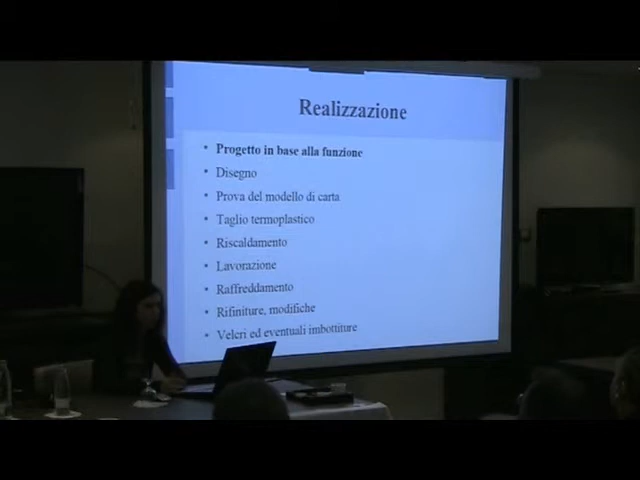 Realizzazione
• Progetto in base alla funzione
• Disegno
• Prova del modello di carta
• Taglio termoplastico
• Riscaldamento
• Lavorazione
• Raffreddamento
• Rifiniture, modifiche
• Velcri ed eventuali imbottiture